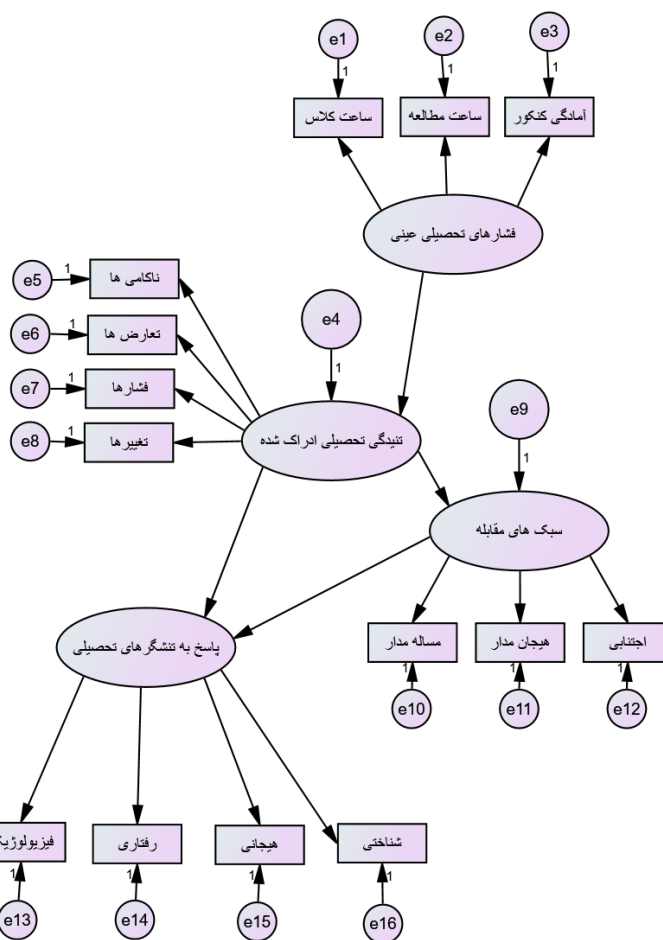 e1
e2
e3
1
1
1
ساعت کلاس
ساعت مطالعه
آمادگی کنکور
فشارهای تحصیلی عینی
e5
1
ناکامی ها
e6
1
تعارض ها
e7
1
فشارها
e8
1
تغییرها
e4
1
تنیدگی تحصیلی ادراک شده
e9
1
سبک های مقابله
مساله مدار
هیجان مدار
اجتنابی
1
1
1
e10
e11
e12
پاسخ به تنشگرهای تحصیلی
فیزیولوژیک
رفتاری
هیجانی
شناختی
1
1
1
1
e13
e14
e15
e16